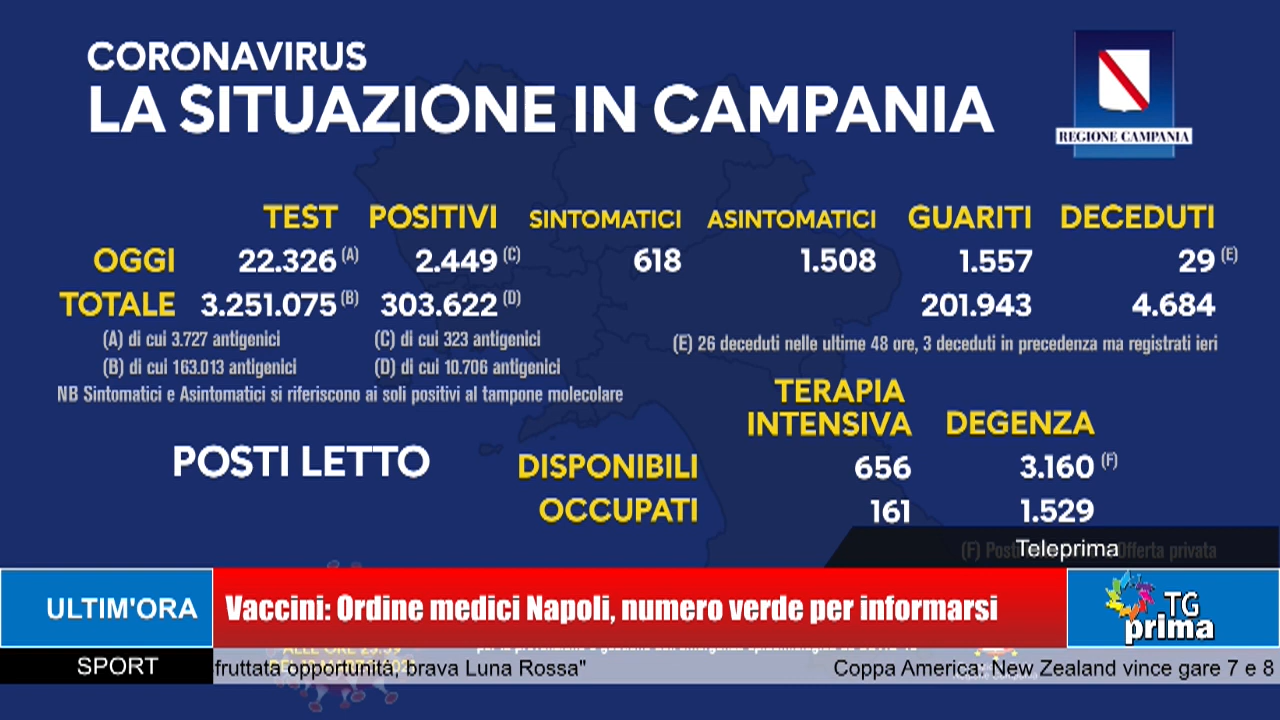 CORONAVIRUS
LA SITUAZIONE IN CAMPANIA
REGIONE CAMPANIA
TEST POSITIVI SINTOMATICI ASINTOMATICI GUARITI DECEDUTI
OGGI 22.326 (A) 2.449 (C) 618 1.508 1.557 29 (E)
TOTALE 3.251.075 (B) 303.622 (D) 201.943 4.684
(A) di cui 3.727 antigenici (C) di cui 323 antigenici
(E) 26 deceduti nelle ultime 48 ore, 3 deceduti in precedenza ma registrati ieri
(B) di cui 163.013 antigenici (D) di cui 10.706 antigenici
NB Sintomatici e Asintomatici si riferiscono ai soli positivi al tampone molecolare
TERAPIA
INTENSIVA DEGENZA
POSTI LETTO
DISPONIBILI 656 3.160 (F)
OCCUPATI 161 1.529
Teleprima
(F) Offerta privata
ULTIM'ORA Vaccini: Ordine medici Napoli, numero verde per informarsi
TG
prima
ALLE ORE 23:59
SPORT fruttata opportunità, brava Luna Rossa" Coppa America: New Zealand vince gare 7 e 8